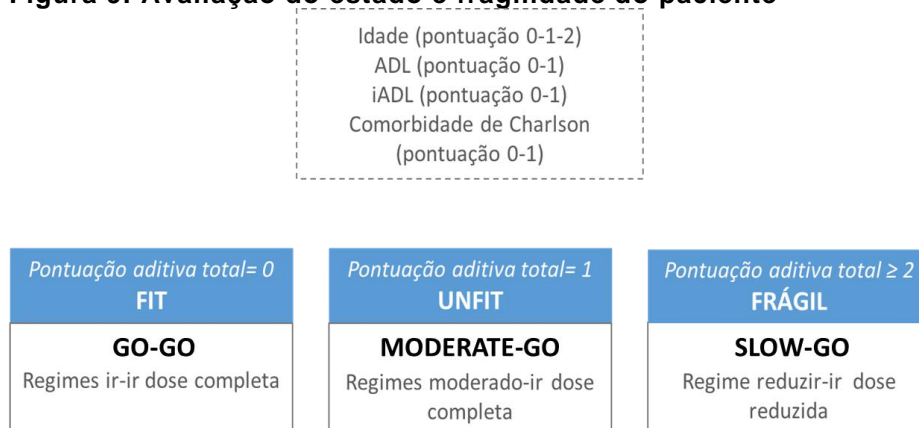 Idade (pontuação 0-1-2)
ADL (pontuação 0-1)
iADL (pontuação 0-1)
Comorbidade de Charlson
(pontuação 0-1)
Pontuação aditiva total= 0
FIT
GO-GO
Regimes ir-ir dose completa
Pontuação aditiva total= 1
UNFIT
MODERATE-GO
Regimes moderado-ir dose
completa
Pontuação aditiva total ≥ 2
FRÁGIL
SLOW-GO
Regime reduzir-ir dose
reduzida